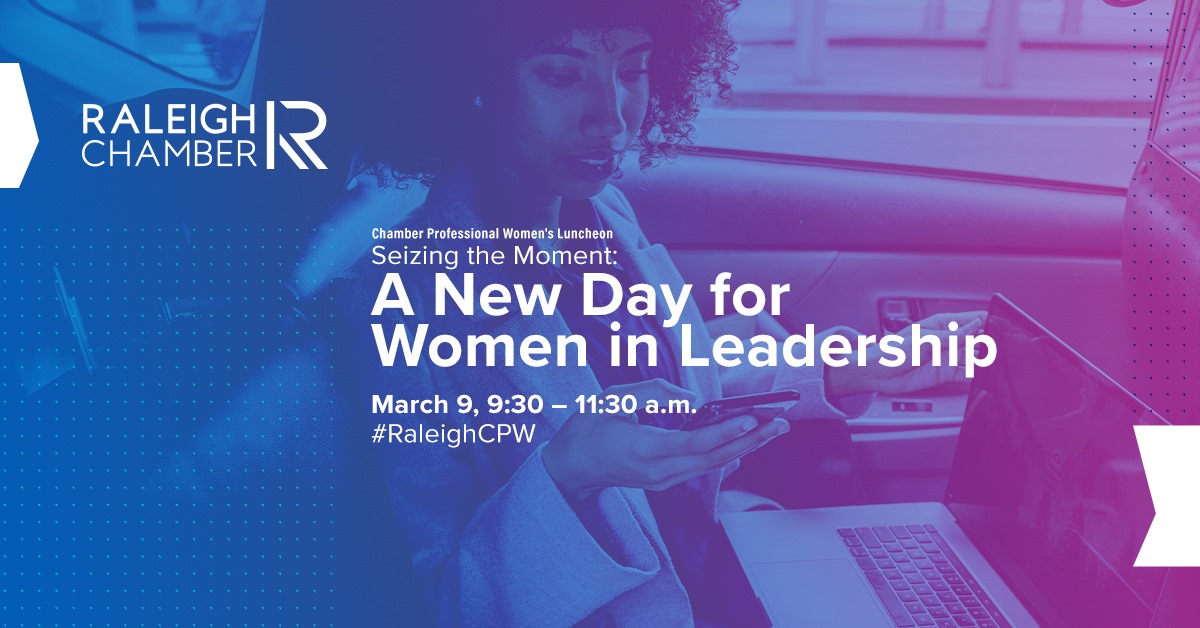 RALEIGH
CHAMBER
Chamber Professional Women's Luncheon
Seizing the Moment:
A New Day for
Women in Leadership
March 9, 9:30 – 11:30 a.m.
#RaleighCPW